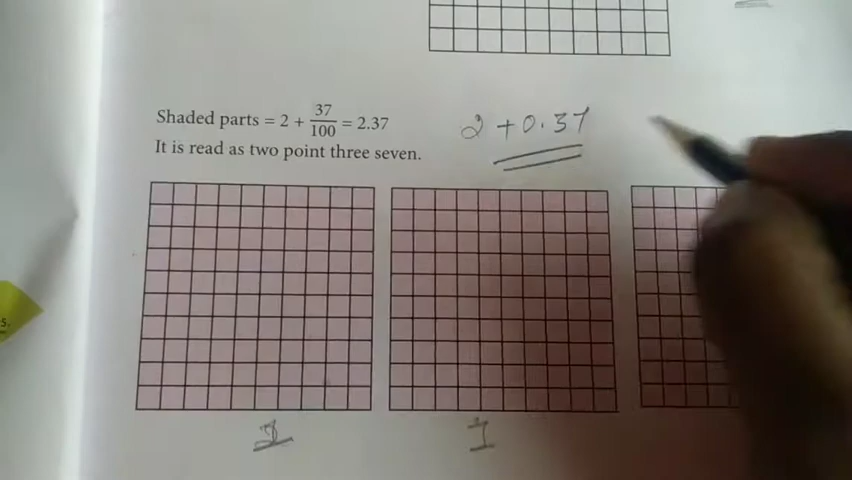 Shaded parts = 2 + 37/100 = 2.37
2 + 0.37
It is read as two point three seven.
1
1
5.